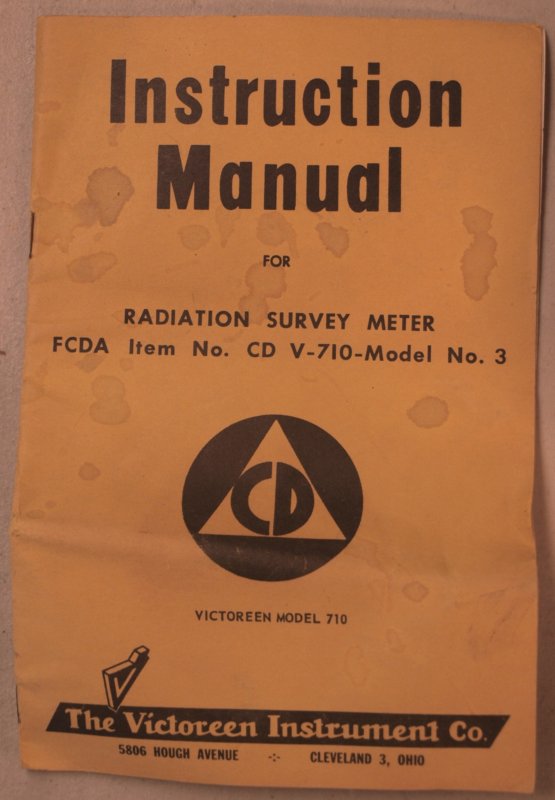 Instruction
Manual
FOR
RADIATION SURVEY METER
FCDA Item No. CD V-710-Model No. 3
CD
VICTOREEN MODEL 710
V
The Victoreen Instrument Co.
5806 HOUGH AVENUE -:- CLEVELAND 3, OHIO